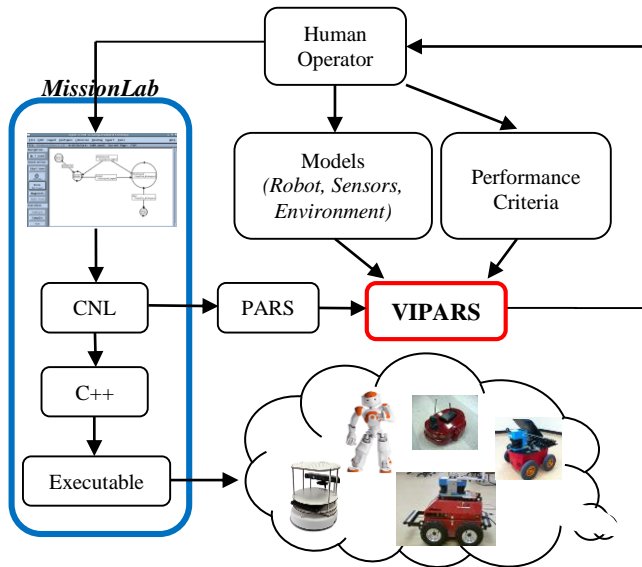 Human
Operator
MissionLab
Models
(Robot, Sensors,
Environment)
Performance
Criteria
CNL
PARS
VIPARS
C++
Executable